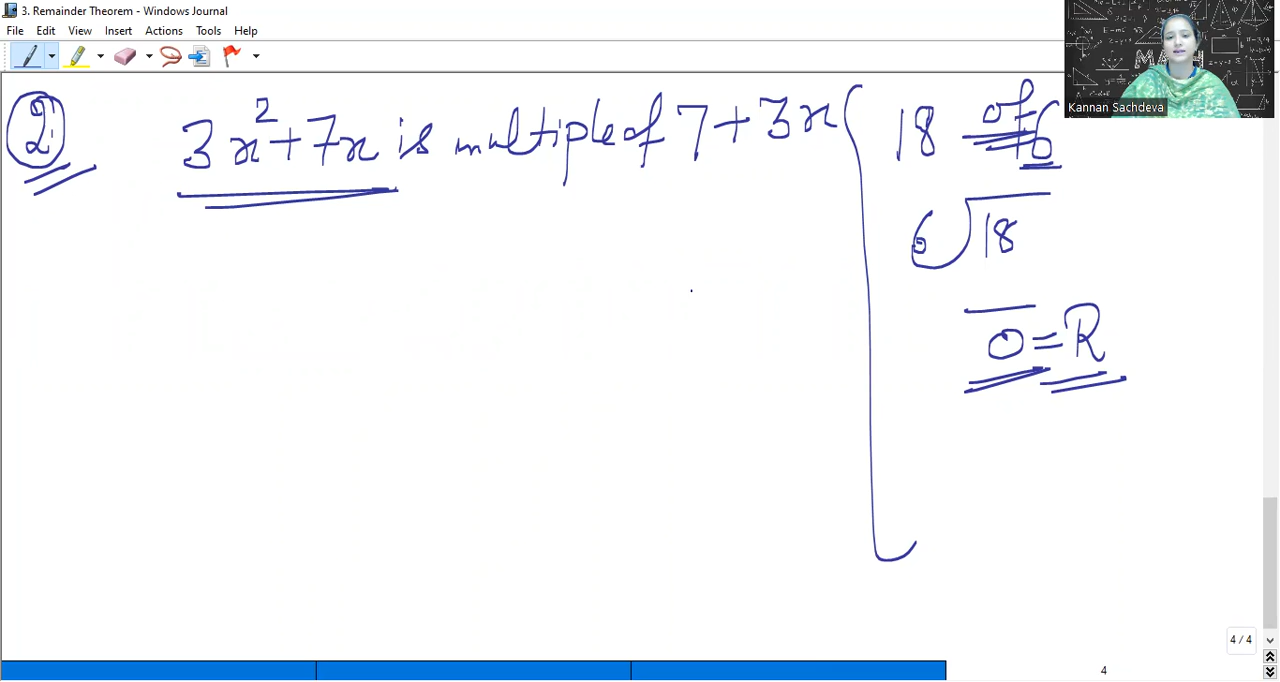 3. Remainder Theorem - Windows Journal
File Edit View Insert Actions Tools Help
Kannan Sachdeva
2
3x²+7x is multiple of 7+3x
18 of 6
6 18
0 = R
4 / 4
4